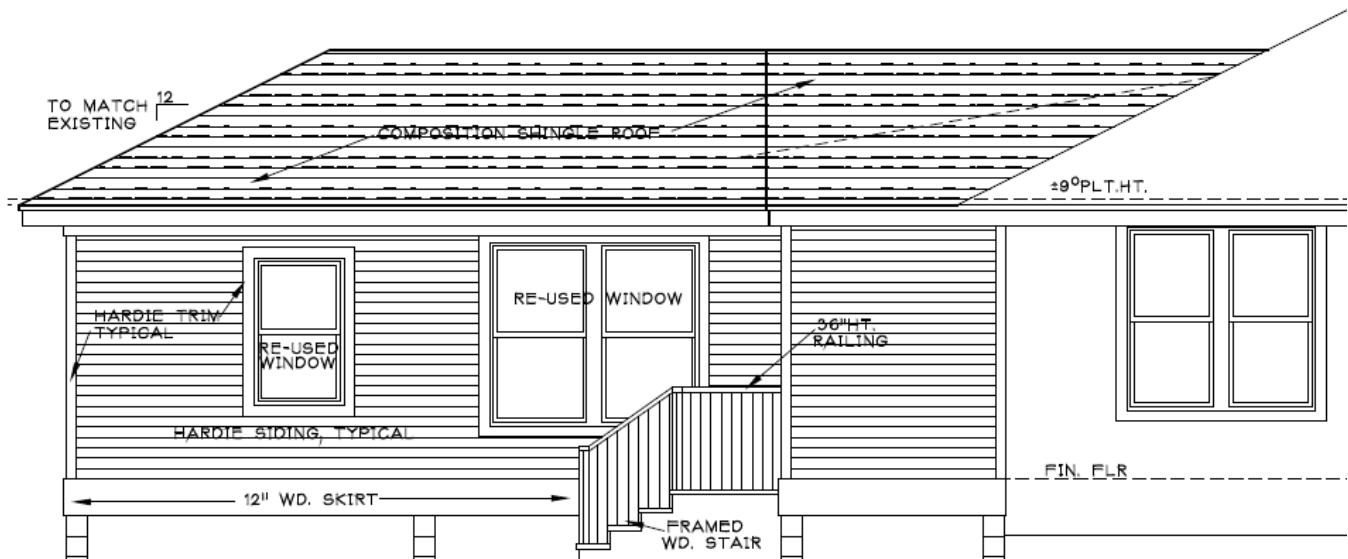 TO MATCH 12
EXISTING
COMPOSITION SHINGLE ROOF
±9⁰PLT.HT.
HARDIE TRIM
TYPICAL
RE-USED
WINDOW
RE-USED WINDOW
36"HT.
RAILING
HARDIE SIDING, TYPICAL
FIN. FLR
12" WD. SKIRT
FRAMED
WD. STAIR